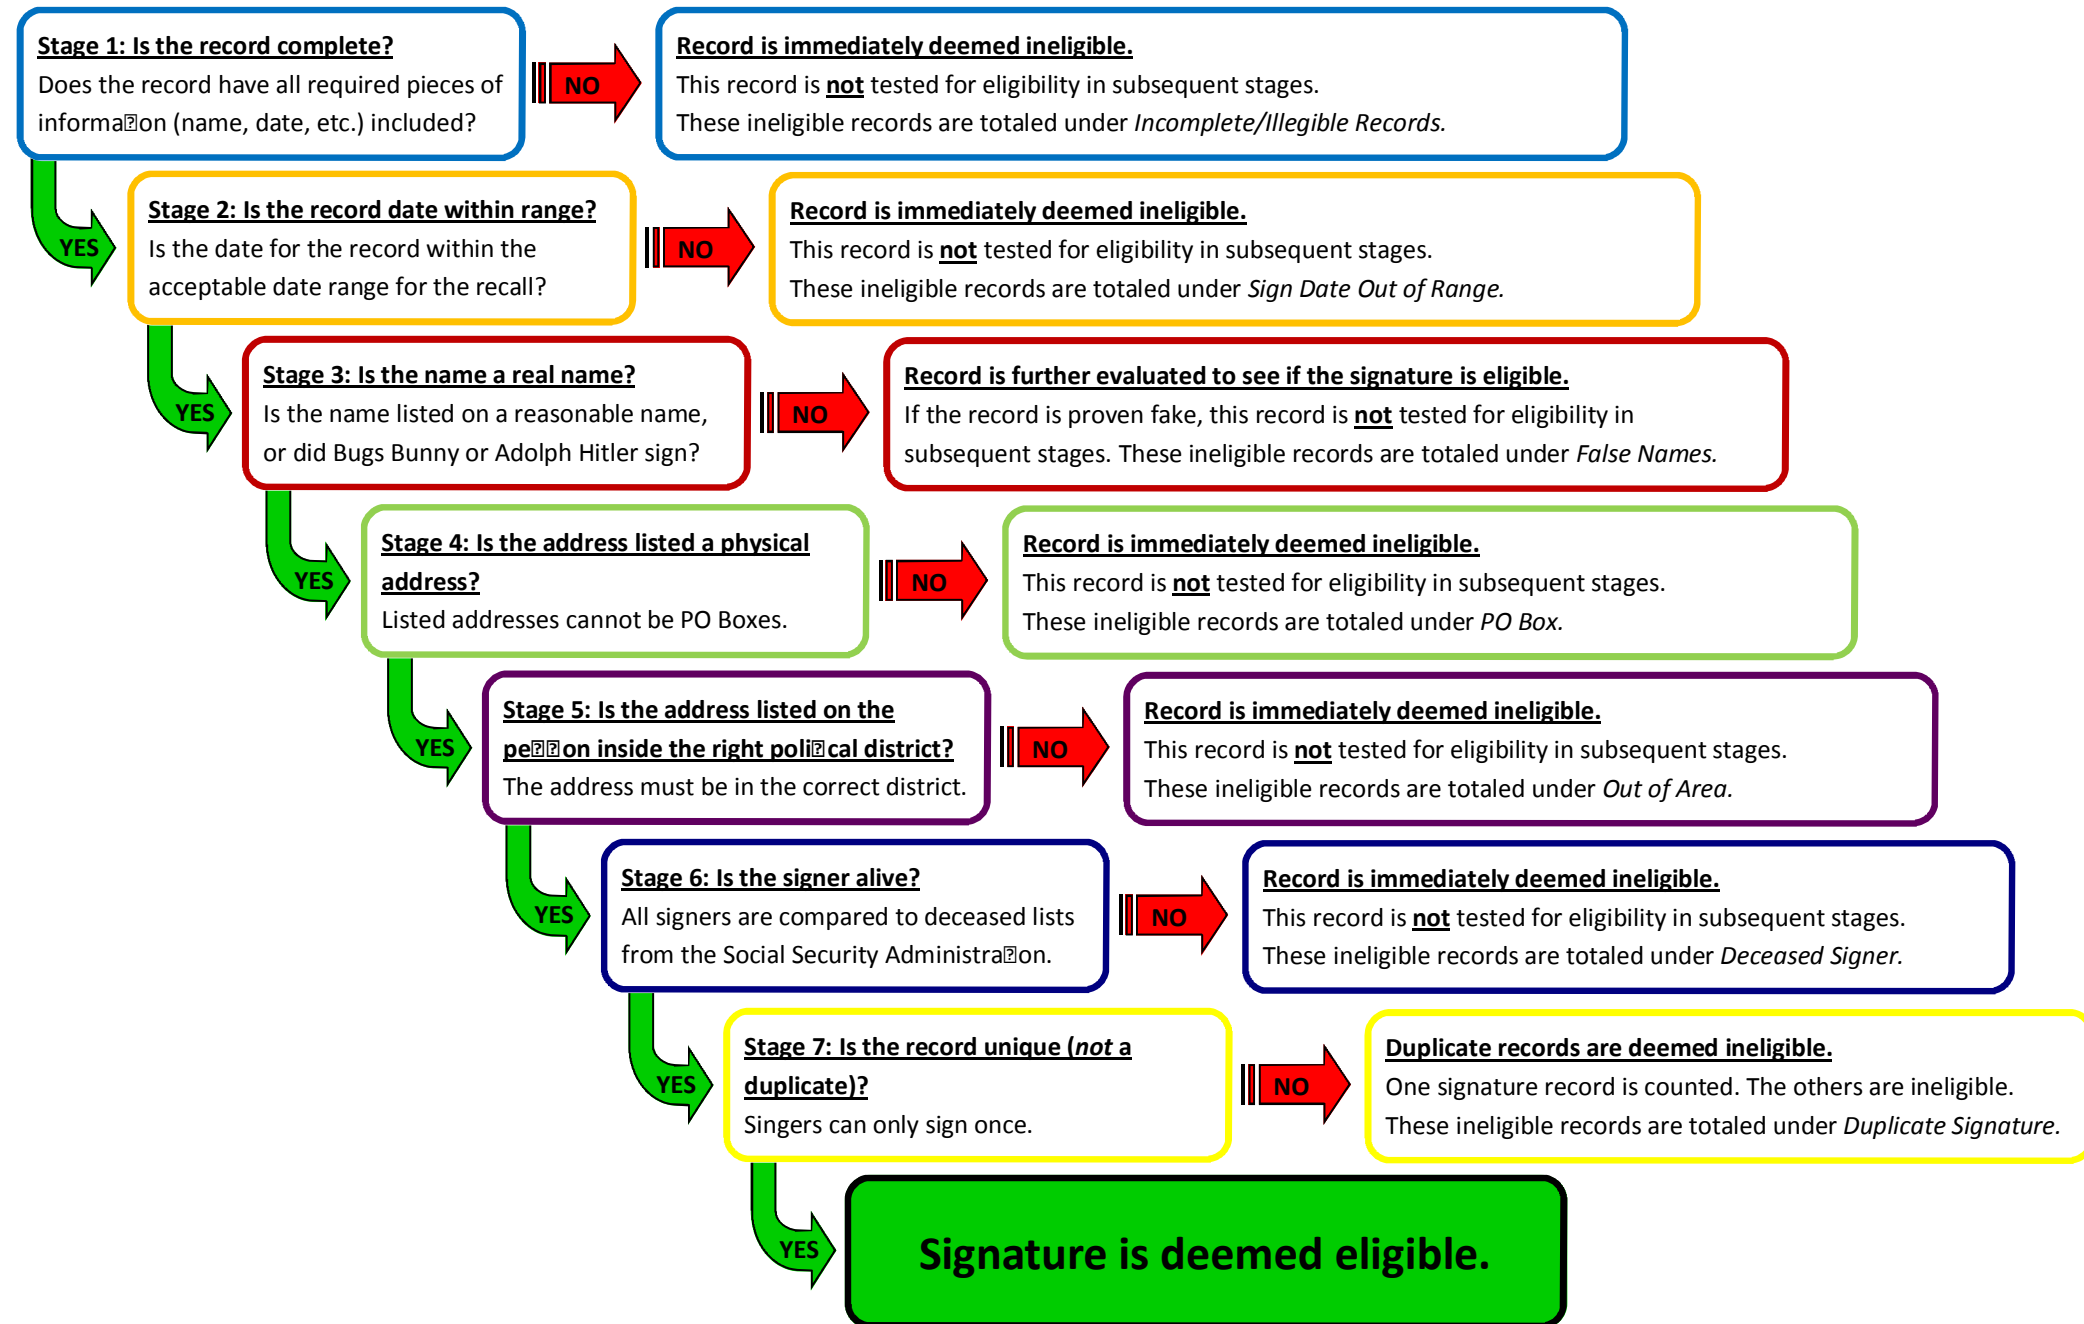 Stage 1: Is the record complete?
Does the record have all required pieces of
informa�on (name, date, etc.) included?
NO
Record is immediately deemed ineligible.
This record is not tested for eligibility in subsequent stages.
These ineligible records are totaled under Incomplete/Illegible Records.
YES
Stage 2: Is the record date within range?
Is the date for the record within the
acceptable date range for the recall?
NO
Record is immediately deemed ineligible.
This record is not tested for eligibility in subsequent stages.
These ineligible records are totaled under Sign Date Out of Range.
YES
Stage 3: Is the name a real name?
Is the name listed on a reasonable name,
or did Bugs Bunny or Adolph Hitler sign?
NO
Record is further evaluated to see if the signature is eligible.
If the record is proven fake, this record is not tested for eligibility in
subsequent stages. These ineligible records are totaled under False Names.
YES
Stage 4: Is the address listed a physical
address?
Listed addresses cannot be PO Boxes.
NO
Record is immediately deemed ineligible.
This record is not tested for eligibility in subsequent stages.
These ineligible records are totaled under PO Box.
YES
Stage 5: Is the address listed on the
pe��on inside the right poli�cal district?
The address must be in the correct district.
NO
Record is immediately deemed ineligible.
This record is not tested for eligibility in subsequent stages.
These ineligible records are totaled under Out of Area.
YES
Stage 6: Is the signer alive?
All signers are compared to deceased lists
from the Social Security Administra�on.
NO
Record is immediately deemed ineligible.
This record is not tested for eligibility in subsequent stages.
These ineligible records are totaled under Deceased Signer.
YES
Stage 7: Is the record unique (not a
duplicate)?
Singers can only sign once.
NO
Duplicate records are deemed ineligible.
One signature record is counted. The others are ineligible.
These ineligible records are totaled under Duplicate Signature.
YES
Signature is deemed eligible.